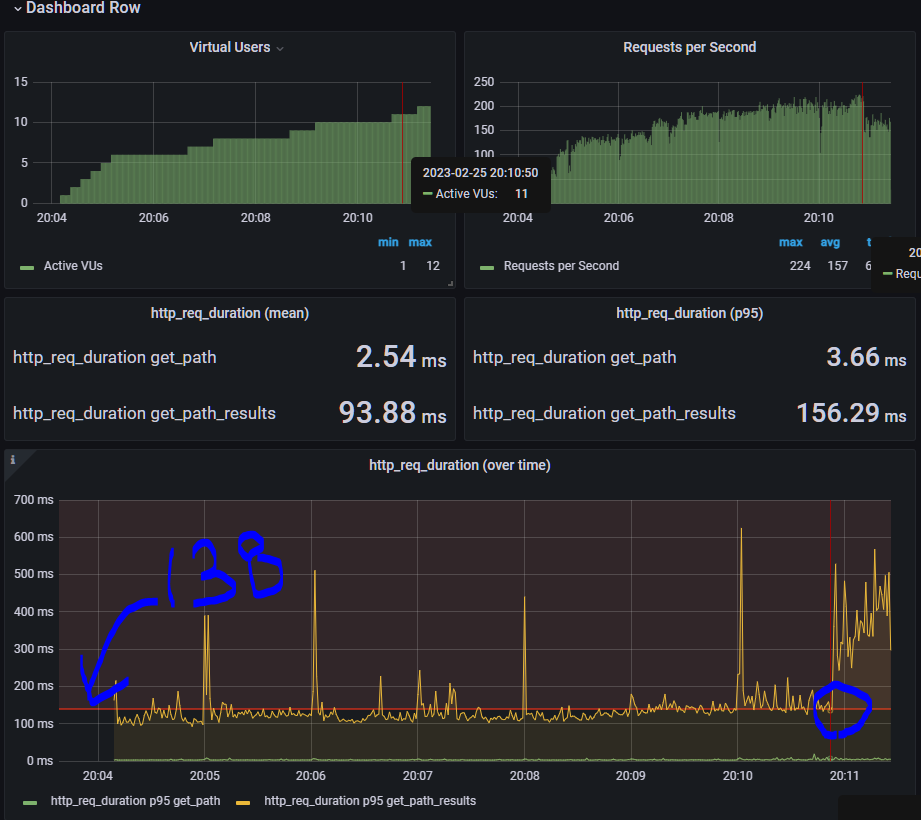 Dashboard Row
Virtual Users
15
10
5
0
20:04 20:06 20:08 20:10
min max
Active VUs 1 12
2023-02-25 20:10:50
Active VUs: 11
Requests per Second
250
200
150
100
20:04 20:06 20:08 20:10
max avg t
Requests per Second 224 157 6
20
Requ
http_req_duration (mean)
http_req_duration get_path 2.54 ms
http_req_duration get_path_results 93.88 ms
http_req_duration (p95)
http_req_duration get_path 3.66 ms
http_req_duration get_path_results 156.29 ms
i
http_req_duration (over time)
700 ms
600 ms
500 ms
400 ms
300 ms
200 ms
100 ms
0 ms
138
20:04 20:05 20:06 20:07 20:08 20:09 20:10 20:11
http_req_duration p95 get_path http_req_duration p95 get_path_results